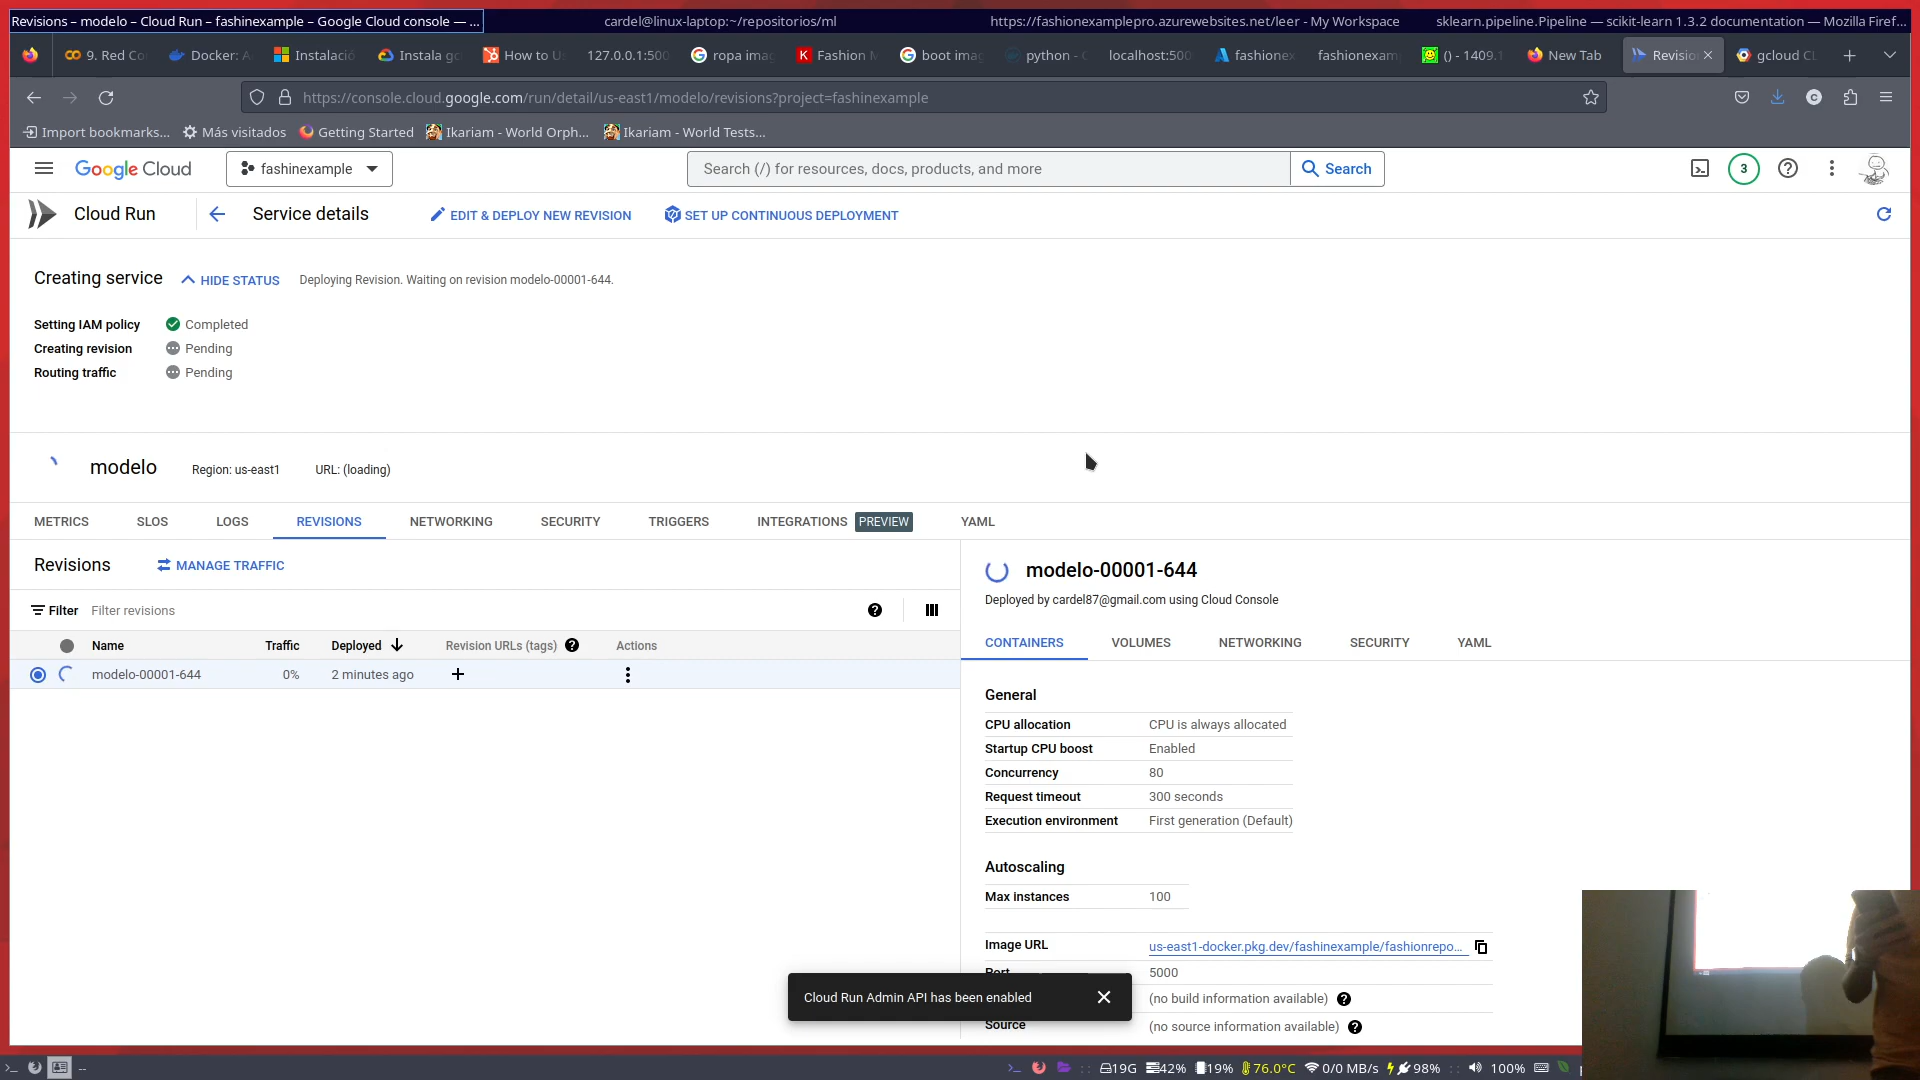 Revisions – modelo – Cloud Run – fashinexample – Google Cloud console — ...
cardel@linux-laptop:~/repositorios/ml
https://fashionexamplepro.azurewebsites.net/leer - My Workspace
sklearn.pipeline.Pipeline — scikit-learn 1.3.2 documentation — Mozilla Firef...
9. Red Co
Docker: A
Instalació
Instala gc
How to U
127.0.0.1:500
ropa imag
Fashion M
boot ima
python - 
localhost:500
fashionex
fashionexam
() - 1409.1
New Tab
Revisio
gcloud CL
https://console.cloud.google.com/run/detail/us-east1/modelo/revisions?project=fashinexample
Import bookmarks...
Más visitados
Getting Started
Ikariam - World Orph...
Ikariam - World Tests...
Google Cloud
fashinexample
Search (/) for resources, docs, products, and more
Search
3
Cloud Run
Service details
EDIT & DEPLOY NEW REVISION
SET UP CONTINUOUS DEPLOYMENT
Creating service
HIDE STATUS
Deploying Revision. Waiting on revision modelo-00001-644.
Setting IAM policy Completed
Creating revision Pending
Routing traffic Pending
modelo
Region: us-east1
URL: (loading)
METRICS SLOS LOGS REVISIONS NETWORKING SECURITY TRIGGERS INTEGRATIONS PREVIEW YAML
Revisions
MANAGE TRAFFIC
Filter Filter revisions
Name Traffic Deployed Revision URLs (tags) Actions
modelo-00001-644 0% 2 minutes ago
modelo-00001-644
Deployed by cardel87@gmail.com using Cloud Console
CONTAINERS VOLUMES NETWORKING SECURITY YAML
General
CPU allocation CPU is always allocated
Startup CPU boost Enabled
Concurrency 80
Request timeout 300 seconds
Execution environment First generation (Default)
Autoscaling
Max instances 100
Image URL us-east1-docker.pkg.dev/fashinexample/fashionrepo...
Port 5000
(no build information available)
Source (no source information available)
Cloud Run Admin API has been enabled
-- 19G 42% 19% 76.0°C 0/0 MB/s 98% 100%